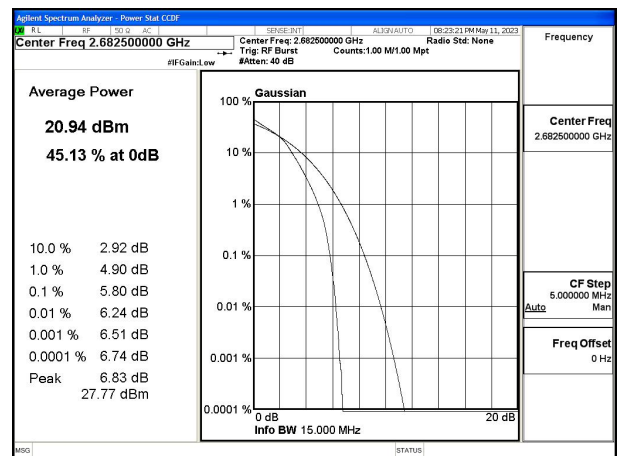 Agilent Spectrum Analyzer - Power Stat CCDF
RL RF 50 Ω AC SENSE:INT ALIGN AUTO 08:23:21 PM May 11, 2023
Center Freq 2.682500000 GHz
Center Freq: 2.682500000 GHz Radio Std: None
Trig: RF Burst Counts:1.00 M/1.00 Mpt
#IFGain:Low #Atten: 40 dB
Frequency
Average Power
20.94 dBm
45.13 % at 0dB
10.0 % 2.92 dB
1.0 % 4.90 dB
0.1 % 5.80 dB
0.01 % 6.24 dB
0.001 % 6.51 dB
0.0001 % 6.74 dB
Peak 6.83 dB
27.77 dBm
Gaussian
100 %
10 %
1 %
0.1 %
0.01 %
0.001 %
0.0001 %
0 dB 20 dB
Info BW 15.000 MHz
Center Freq
2.682500000 GHz
CF Step
5.000000 MHz
Auto Man
Freq Offset
0 Hz
MSG STATUS